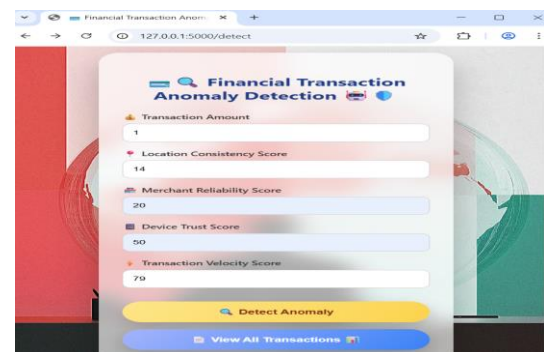 Financial Transaction Anom
127.0.0.1:5000/detect
Financial Transaction
Anomaly Detection
Transaction Amount
1
Location Consistency Score
14
Merchant Reliability Score
20
Device Trust Score
50
Transaction Velocity Score
79
Detect Anomaly
View All Transactions